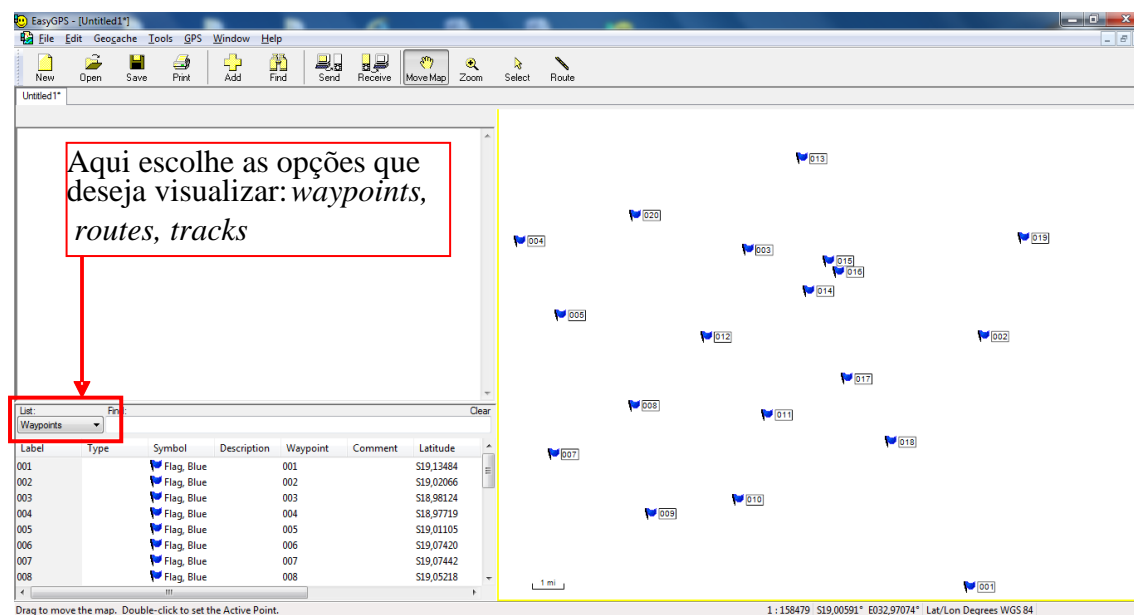 EasyGPS - [Untitled1*]
File Edit Geocache Tools GPS Window Help
New Open Save Print Add Find Send Receive Move Map Zoom Select Route
Untitled1*
Aqui escolhe as opções que
deseja visualizar: waypoints,
routes, tracks
List: Clear
Waypoints
Label Type Symbol Description Waypoint Comment Latitude
001 Flag, Blue 001 S19,13484
002 Flag, Blue 002 S19,02066
003 Flag, Blue 003 S18,98124
004 Flag, Blue 004 S18,97719
005 Flag, Blue 005 S19,01105
006 Flag, Blue 006 S19,07420
007 Flag, Blue 007 S19,07442
008 Flag, Blue 008 S19,05218
013
020
004
019
003
015
016
014
005
012
002
017
008
011
018
007
010
009
001
1 mi
Drag to move the map. Double-click to set the Active Point.
1 : 158479 S19,00591° E032,97074° Lat/Lon Degrees WGS 84